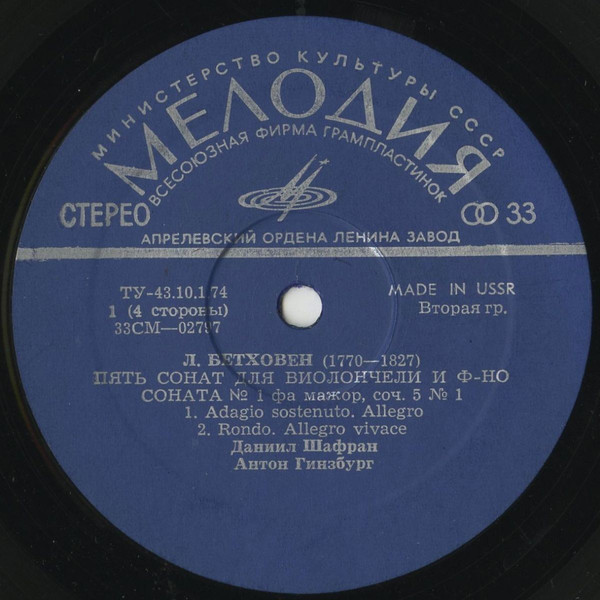 МИНИСТЕРСТВО КУЛЬТУРЫ СССР
МЕЛОДИЯ
ВСЕСОЮЗНАЯ ФИРМА ГРАМПЛАСТИНОК
СТЕРЕО
33
АПРЕЛЕВСКИЙ ОРДЕНА ЛЕНИНА ЗАВОД
ТУ-43.10.1.74
MADE IN USSR
1 (4 стороны)
Вторая гр.
33СМ—02797
Л. БЕТХОВЕН (1770—1827)
ПЯТЬ СОНАТ ДЛЯ ВИОЛОНЧЕЛИ И Ф-НО
СОНАТА № 1 фа мажор, соч. 5 № 1
1. Adagio sostenuto. Allegro
2. Rondo. Allegro vivace
Даниил Шафран
Антон Гинзбург